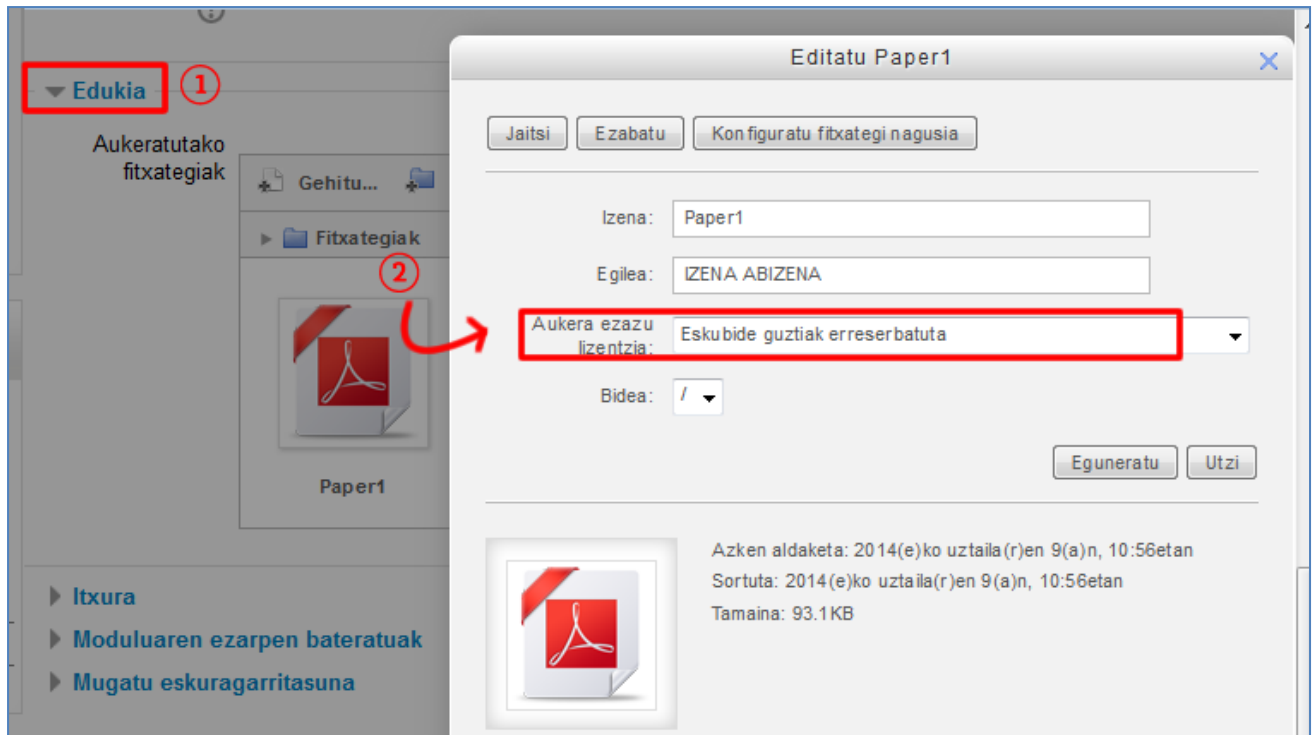 Edukia
1
Aukeratutako
fitxategiak
Gehitu...
Fitxategiak
2
Paper1
Itxura
Moduluaren ezarpen bateratuak
Mugatu eskuragarritasuna
Editatu Paper1
Jaitsi Ezabatu Konfiguratu fitxategi nagusia
Izena: Paper1
Egilea: IZENA ABIZENA
Aukera ezazu
lizentzia: Eskubide guztiak erreserbatuta
Bidea: /
Eguneratu Utzi
Azken aldaketa: 2014(e)ko uztaila(r)en 9(a)n, 10:56etan
Sortuta: 2014(e)ko uztaila(r)en 9(a)n, 10:56etan
Tamaina: 93.1KB